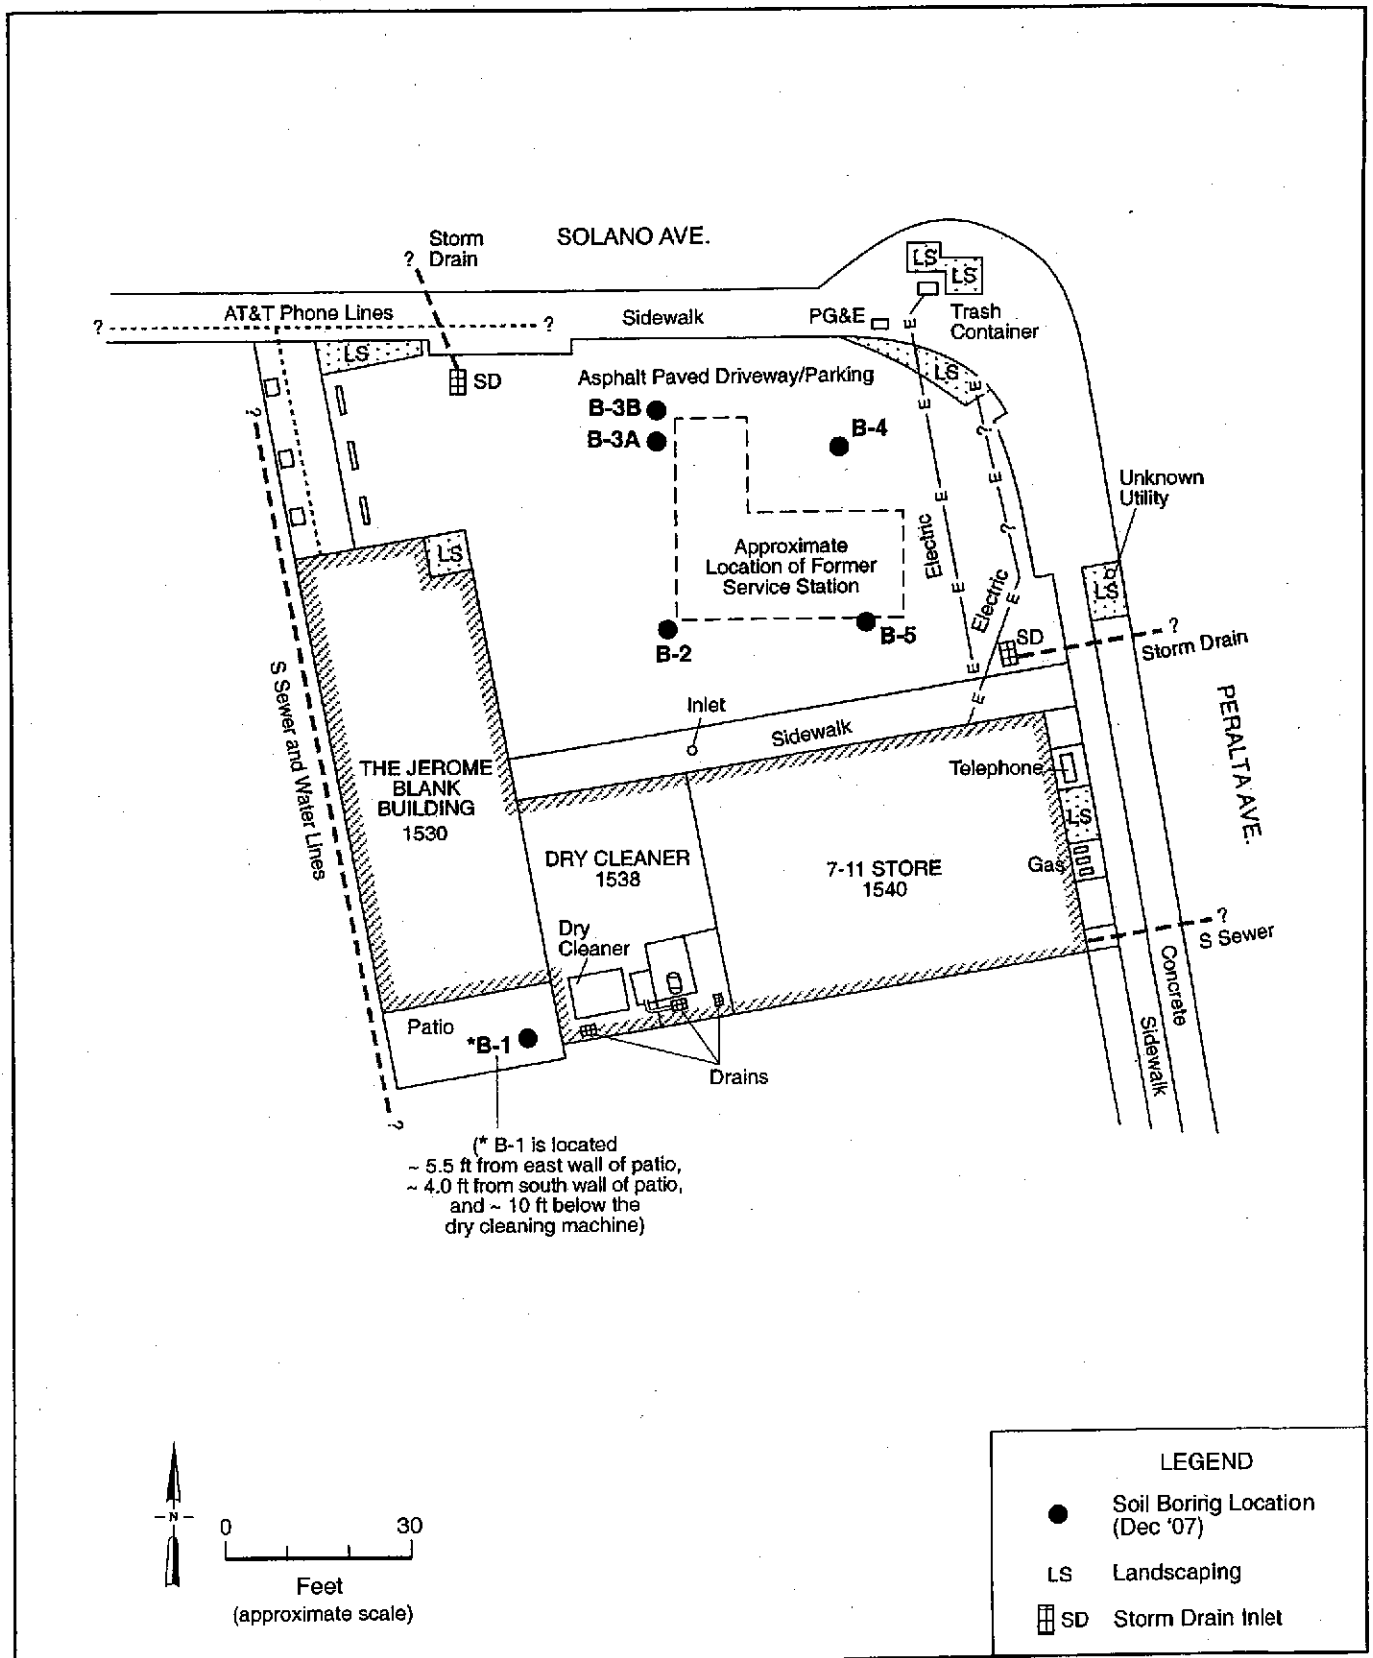 Storm
Drain
?
SOLANO AVE.
LS
LS
? AT&T Phone Lines ?
Sidewalk
PG&E
E
Trash
Container
LS
SD
Asphalt Paved Driveway/Parking
LS
E
E
?
B-3B
B-3A
B-4
?
E
E
?
Unknown
Utility
LS
Electric
Approximate
Location of Former
Service Station
E
E
Electric
LS
B-2
B-5
SD
?
Storm Drain
E
E
S Sewer and Water Lines
Inlet
Sidewalk
PERALTA AVE.
THE JEROME
BLANK
BUILDING
1530
Telephone
LS
DRY CLEANER
1538
7-11 STORE
1540
Gas
Dry
Cleaner
?
S Sewer
Concrete
Sidewalk
Patio
*B-1
Drains
?
(* B-1 is located
~ 5.5 ft from east wall of patio,
~ 4.0 ft from south wall of patio,
and ~ 10 ft below the
dry cleaning machine)
N
0 30
Feet
(approximate scale)
LEGEND
Soil Boring Location
(Dec '07)
LS Landscaping
SD Storm Drain Inlet